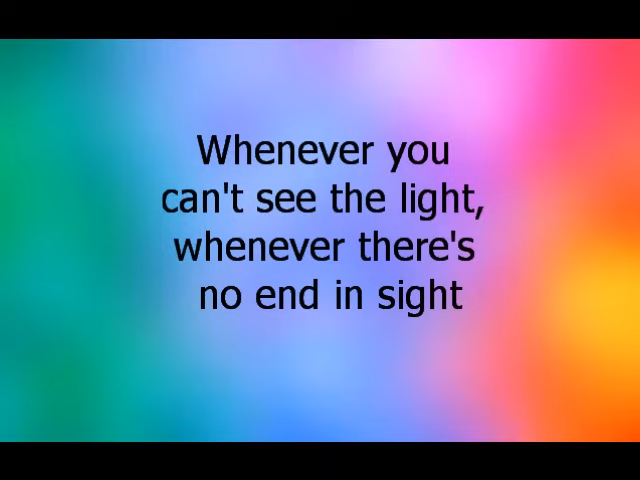 Whenever you
can't see the light,
whenever there's
no end in sight